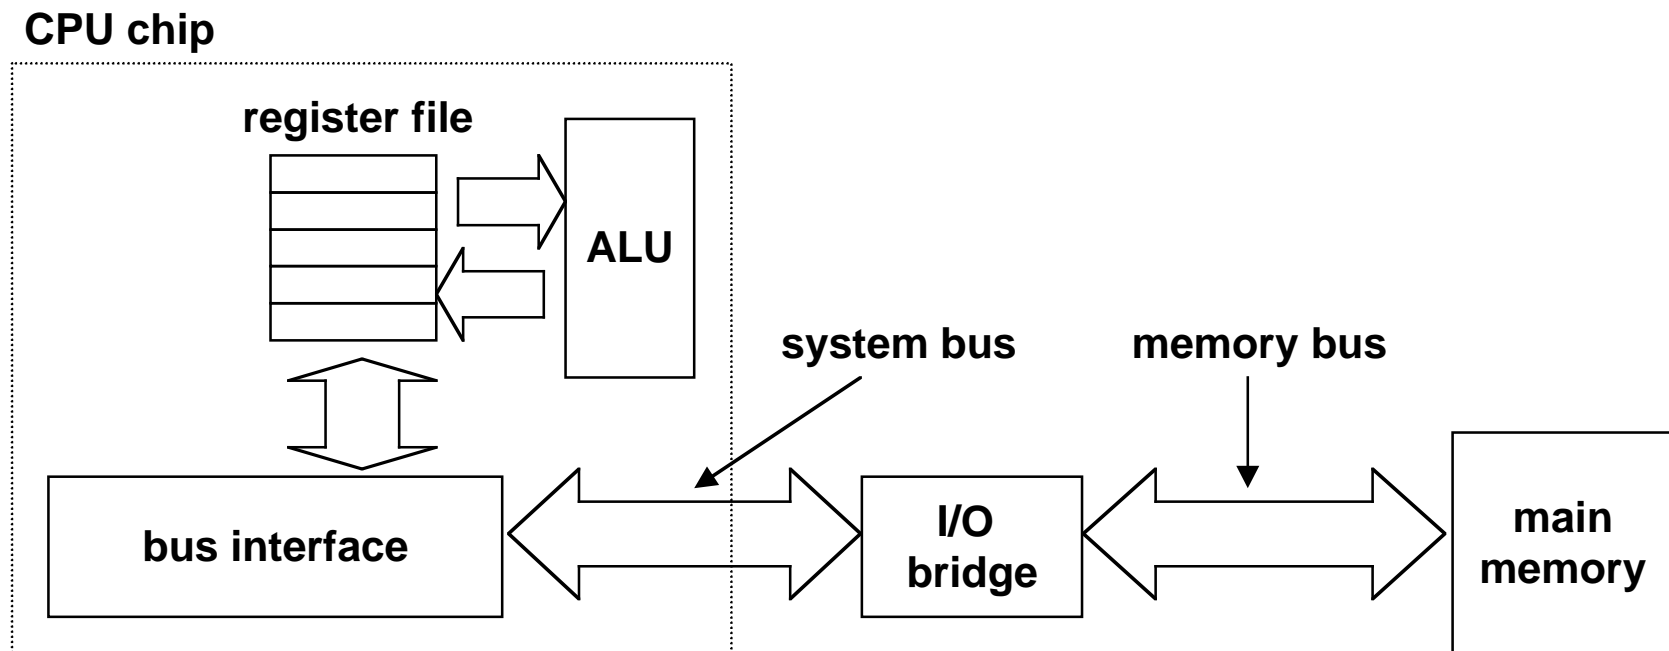 CPU chip
register file
ALU
system bus
memory bus
bus interface
I/O
bridge
main
memory